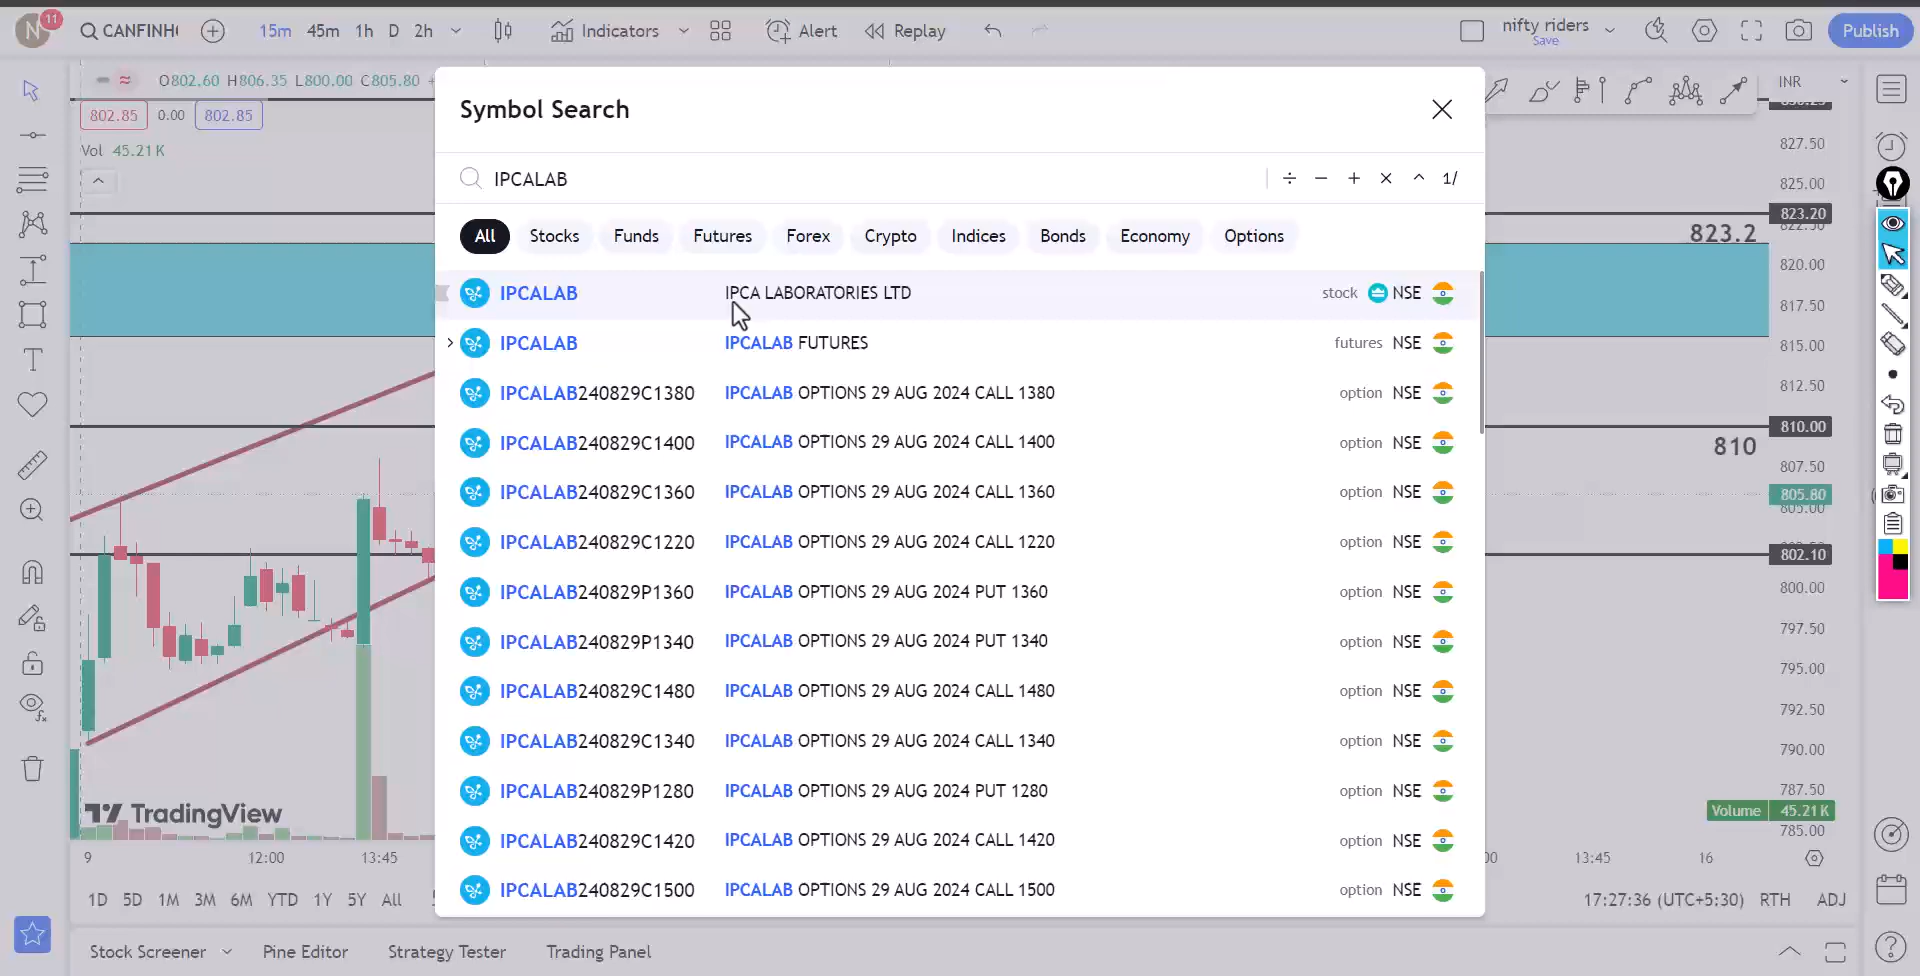 N 11 CANFINH 15m 45m 1h D 2h Indicators Alert Replay nifty riders Save Publish
O802.60 H806.35 L800.00 C805.80
802.85 0.00 802.85
Vol 45.21 K
Symbol Search
IPCALAB ÷ − + × ^ 1/
All Stocks Funds Futures Forex Crypto Indices Bonds Economy Options
IPCALAB IPCA LABORATORIES LTD stock NSE
IPCALAB IPCALAB FUTURES futures NSE
IPCALAB240829C1380 IPCALAB OPTIONS 29 AUG 2024 CALL 1380 option NSE
IPCALAB240829C1400 IPCALAB OPTIONS 29 AUG 2024 CALL 1400 option NSE
IPCALAB240829C1360 IPCALAB OPTIONS 29 AUG 2024 CALL 1360 option NSE
IPCALAB240829C1220 IPCALAB OPTIONS 29 AUG 2024 CALL 1220 option NSE
IPCALAB240829P1360 IPCALAB OPTIONS 29 AUG 2024 PUT 1360 option NSE
IPCALAB240829P1340 IPCALAB OPTIONS 29 AUG 2024 PUT 1340 option NSE
IPCALAB240829C1480 IPCALAB OPTIONS 29 AUG 2024 CALL 1480 option NSE
IPCALAB240829C1340 IPCALAB OPTIONS 29 AUG 2024 CALL 1340 option NSE
IPCALAB240829P1280 IPCALAB OPTIONS 29 AUG 2024 PUT 1280 option NSE
IPCALAB240829C1420 IPCALAB OPTIONS 29 AUG 2024 CALL 1420 option NSE
IPCALAB240829C1500 IPCALAB OPTIONS 29 AUG 2024 CALL 1500 option NSE
INR
827.50
825.00
823.20
823.2
820.00
817.50
815.00
812.50
810.00
810
807.50
805.80
805.00
802.10
800.00
797.50
795.00
792.50
790.00
787.50
Volume 45.21 K
785.00
TradingView
9 12:00 13:45 00 13:45 16
1D 5D 1M 3M 6M YTD 1Y 5Y All 17:27:36 (UTC+5:30) RTH ADJ
Stock Screener Pine Editor Strategy Tester Trading Panel